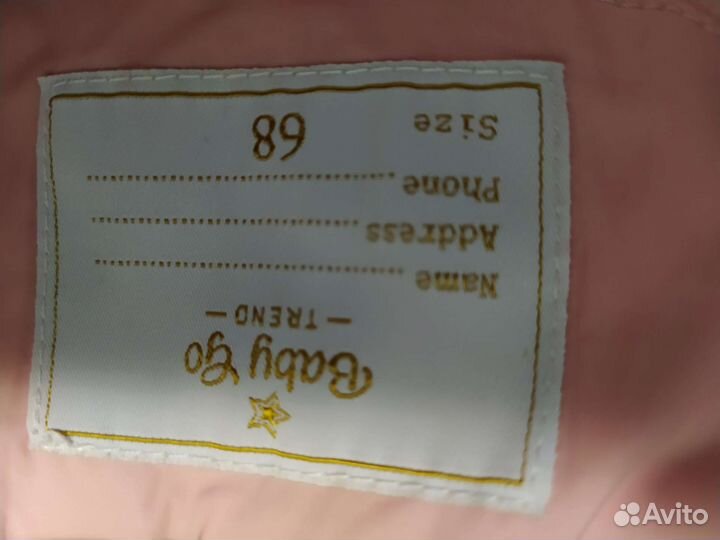 Baby Go
— TREND —
Name ..............................
Address ..............................
Phone ..............................
Size 68
Avito